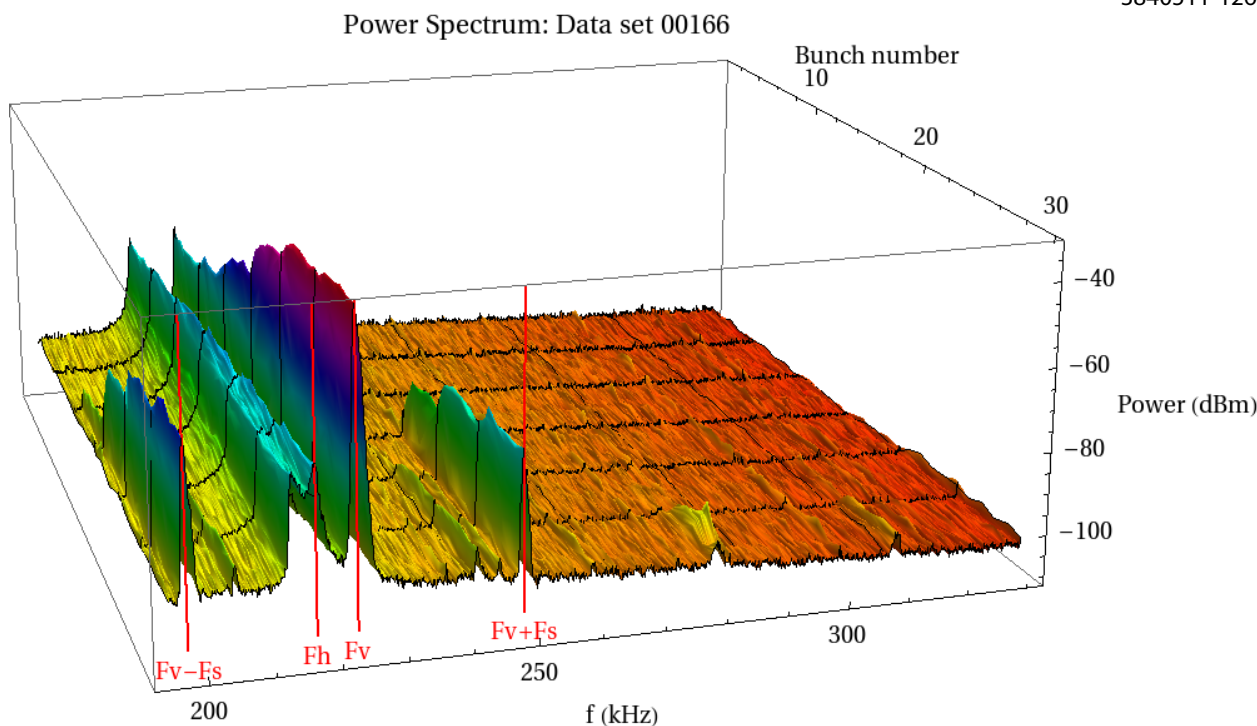 Power Spectrum: Data set 00166
Bunch number
10
20
30
−40
−60
−80
−100
Power (dBm)
Fv−Fs
Fh
Fv
Fv+Fs
200
250
300
f (kHz)